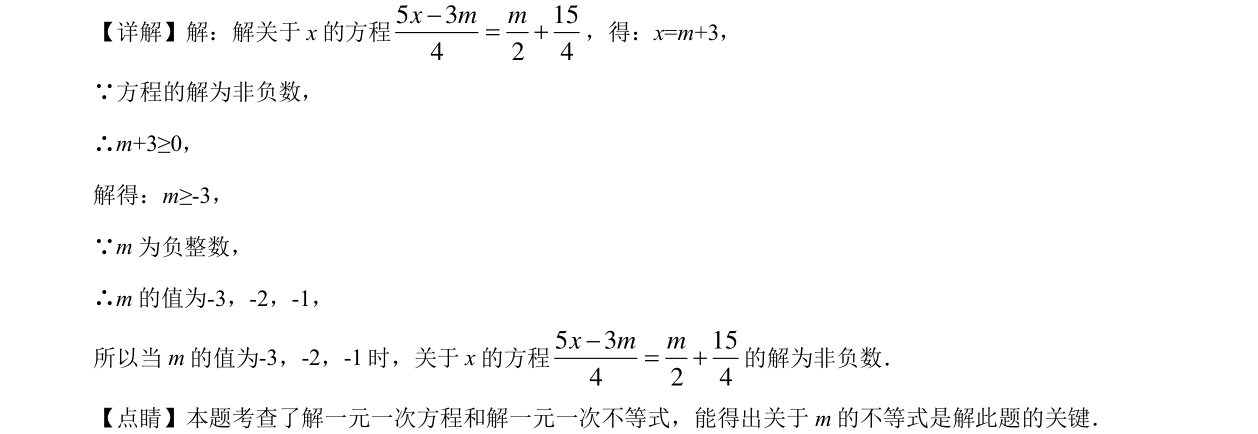 【详解】解：解关于 x 的方程 \frac{5x-3m}{4}=\frac{m}{2}+\frac{15}{4}，得：x=m+3，
∵方程的解为非负数，
∴m+3≥0，
解得：m≥-3，
∵m 为负整数，
∴m 的值为-3，-2，-1，
所以当 m 的值为-3，-2，-1 时，关于 x 的方程 \frac{5x-3m}{4}=\frac{m}{2}+\frac{15}{4} 的解为非负数．
【点睛】本题考查了解一元一次方程和解一元一次不等式，能得出关于 m 的不等式是解此题的关键．